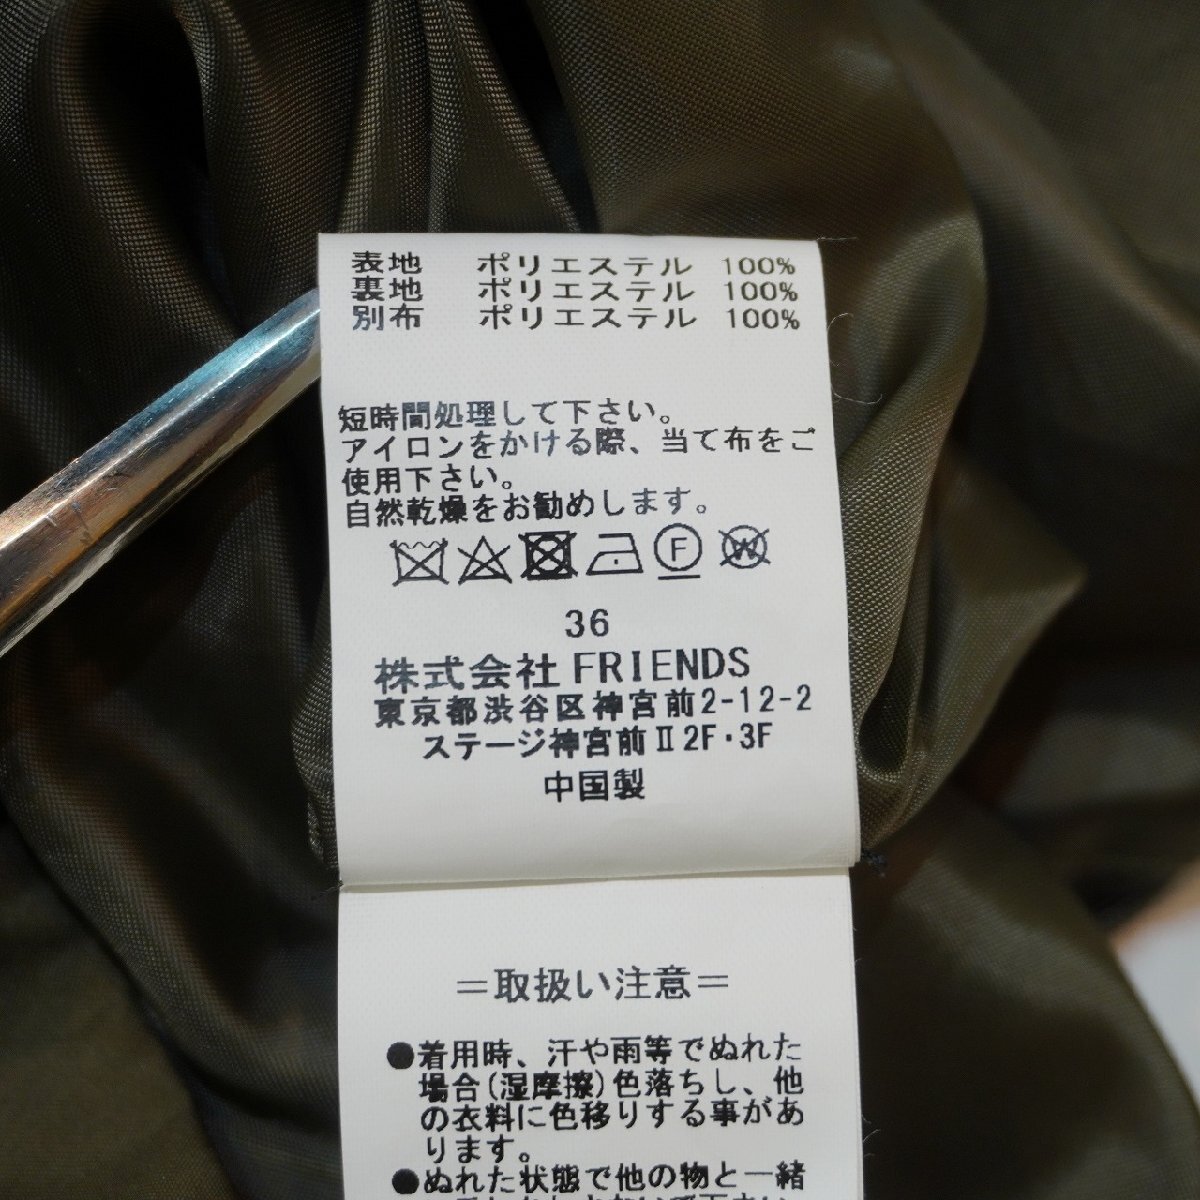 表地 ポリエステル 100%
裏地 ポリエステル 100%
別布 ポリエステル 100%
短時間処理して下さい。
アイロンをかける際、当て布をご
使用下さい。
自然乾燥をお勧めします。
F W
36
株式会社 FRIENDS
東京都渋谷区神宮前2-12-2
ステージ神宮前Ⅱ2F・3F
中国製
=取扱い注意=
●着用時、汗や雨等でぬれた
場合(湿摩擦)色落ちし、他
の衣料に色移りする事があ
ります。
●ぬれた状態で他の物と一緒